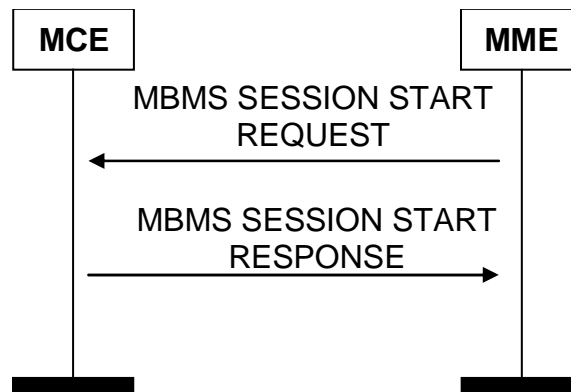 MCE
MME
MBMS SESSION START
REQUEST
MBMS SESSION START
RESPONSE